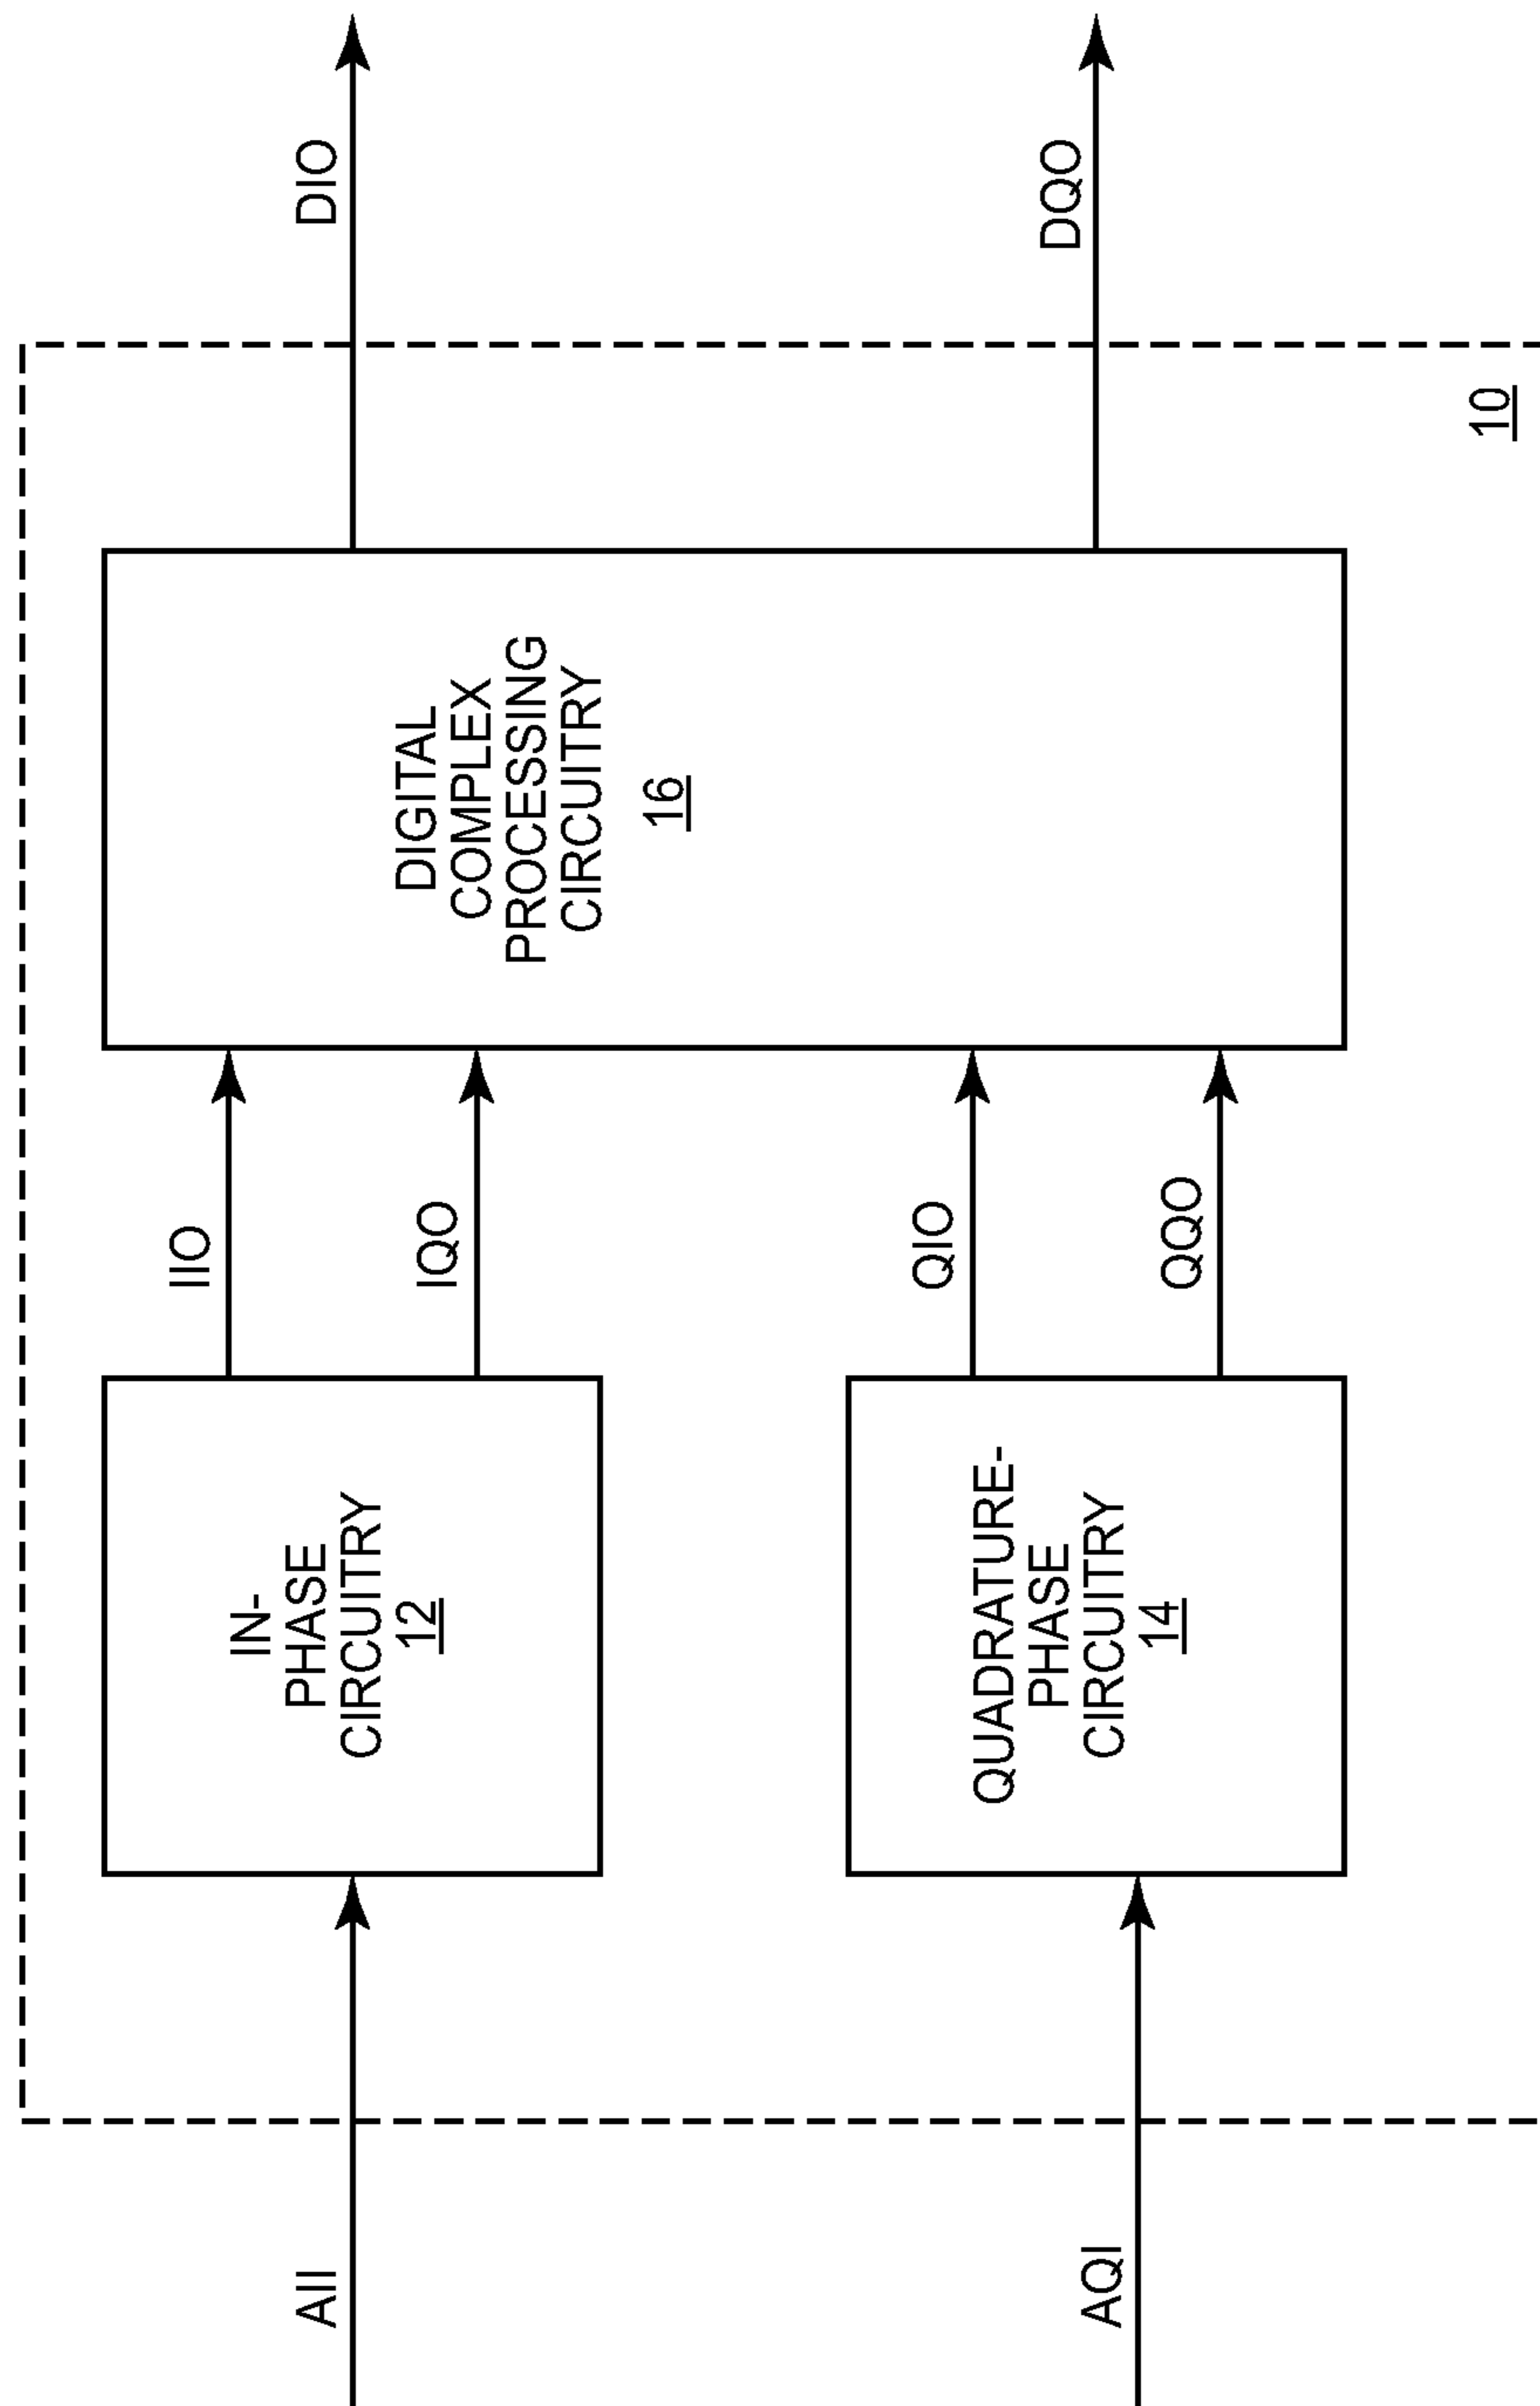 AII
IN-
PHASE
CIRCUITRY
12
IIO
IQO
AQI
QUADRATURE-
PHASE
CIRCUITRY
14
QIO
QQO
DIGITAL
COMPLEX
PROCESSING
CIRCUITRY
16
DIO
DQO
10